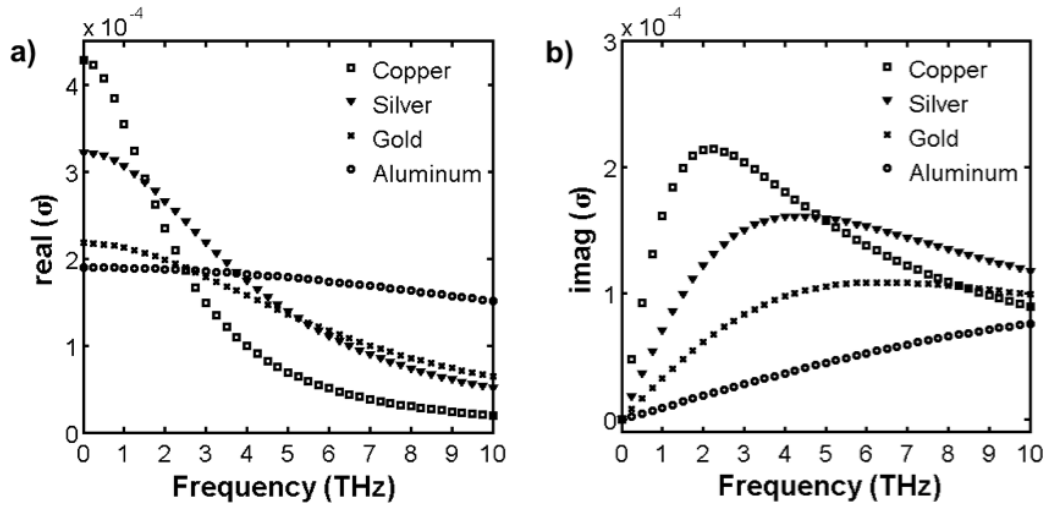 a)
x 10⁻⁴
real (σ)
4
3
2
1
0
0 1 2 3 4 5 6 7 8 9 10
Frequency (THz)
Copper
Silver
Gold
Aluminum
b)
x 10⁻⁴
imag (σ)
3
2
1
0
0 1 2 3 4 5 6 7 8 9 10
Frequency (THz)
Copper
Silver
Gold
Aluminum